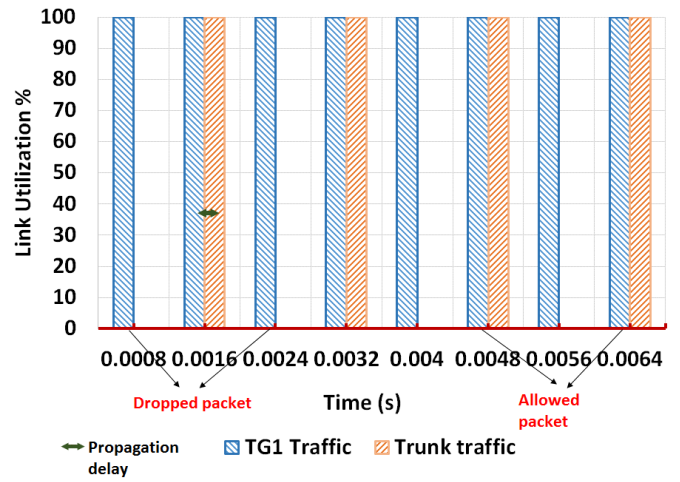 Link Utilization %
100
90
80
70
60
50
40
30
20
10
0
0.0008 0.0016 0.0024 0.0032 0.004 0.0048 0.0056 0.0064
Dropped packet
Time (s)
Allowed
packet
Propagation
delay
TG1 Traffic
Trunk traffic